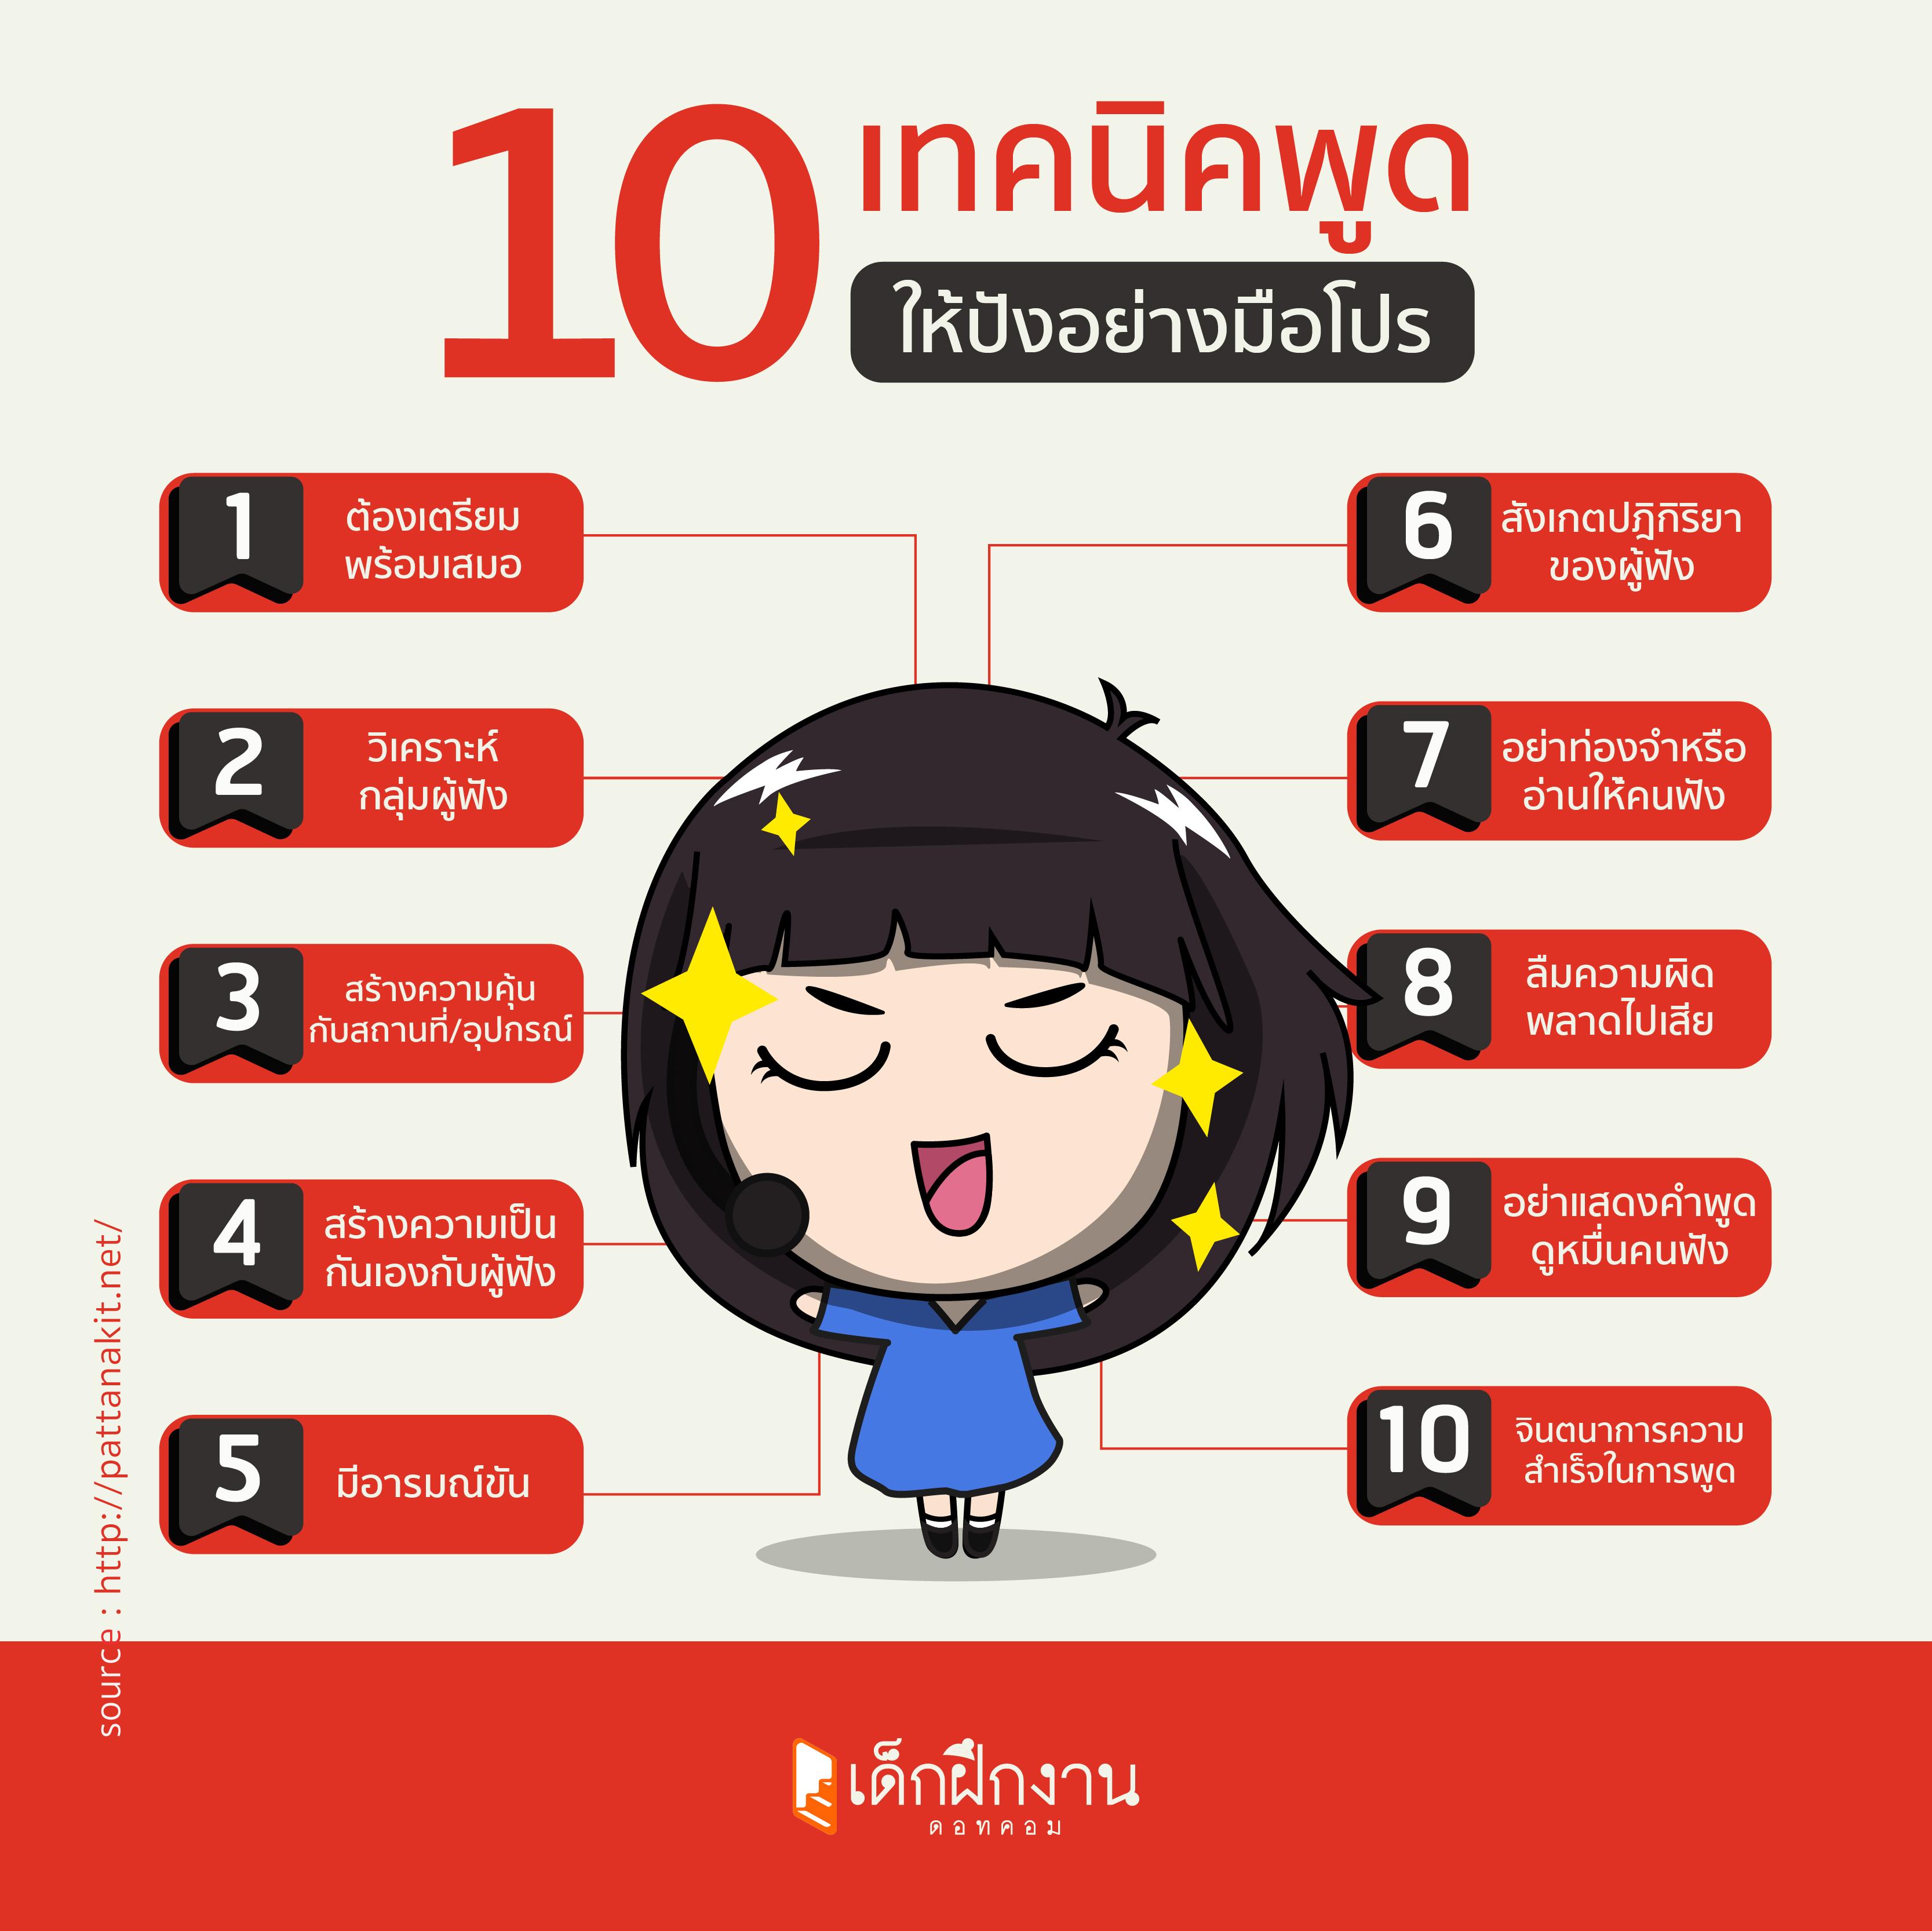 10 เทคนิคพูด
ให้ปังอย่างมือโปร
1
ต้องเตรียม
พร้อมเสมอ
2
วิเคราะห์
กลุ่มผู้ฟัง
3
สร้างความคุ้น
กับสถานที่/อุปกรณ์
4
สร้างความเป็น
กันเองกับผู้ฟัง
5
มีอารมณ์ขัน
6
สังเกตปฏิกิริยา
ของผู้ฟัง
7
อย่าท่องจำหรือ
อ่านให้คนฟัง
8
ลืมความผิด
พลาดไปเสีย
9
อย่าแสดงคำพูด
ดูหมิ่นคนฟัง
10
จินตนาการความ
สำเร็จในการพูด
source : http://pattanakit.net/
เด็กฝึกงาน
ดอทคอม